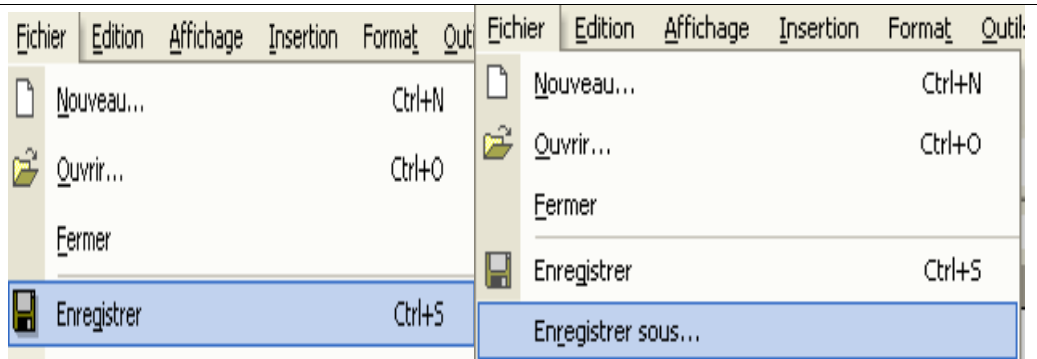 Fichier Edition Affichage Insertion Format Out
Nouveau... Ctrl+N
Ouvrir... Ctrl+O
Fermer
Enregistrer Ctrl+S
Fichier Edition Affichage Insertion Format Outils
Nouveau... Ctrl+N
Ouvrir... Ctrl+O
Fermer
Enregistrer Ctrl+S
Enregistrer sous...